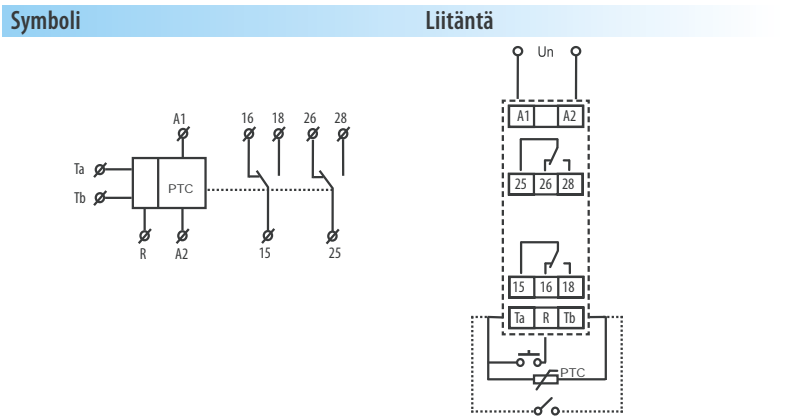 Symboli
Liitäntä
Un
A1 A2
25 26 28
15 16 18
Ta R Tb
PTC
A1 16 18 26 28
Ta
PTC
Tb
R A2 15 25